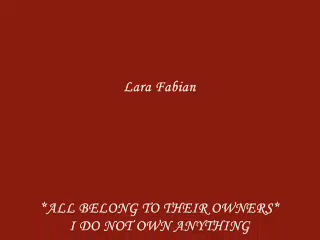 Lara Fabian
*ALL BELONG TO THEIR OWNERS*
I DO NOT OWN ANYTHING